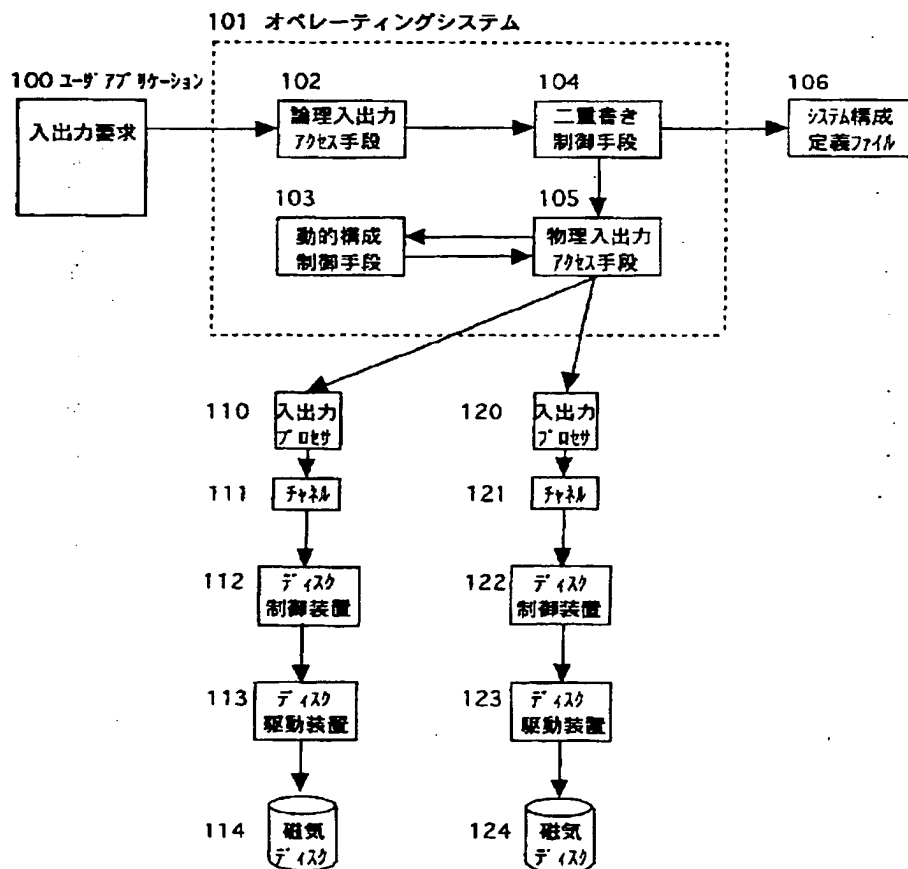 101 オペレーティングシステム
100 ユーザアプリケーション
入出力要求
102
論理入出力
アクセス手段
104
二重書き
制御手段
106
システム構成
定義ファイル
103
動的構成
制御手段
105
物理入出力
アクセス手段
110
入出力
プロセサ
120
入出力
プロセサ
111
チャネル
121
チャネル
112
ディスク
制御装置
122
ディスク
制御装置
113
ディスク
駆動装置
123
ディスク
駆動装置
114
磁気
ディスク
124
磁気
ディスク